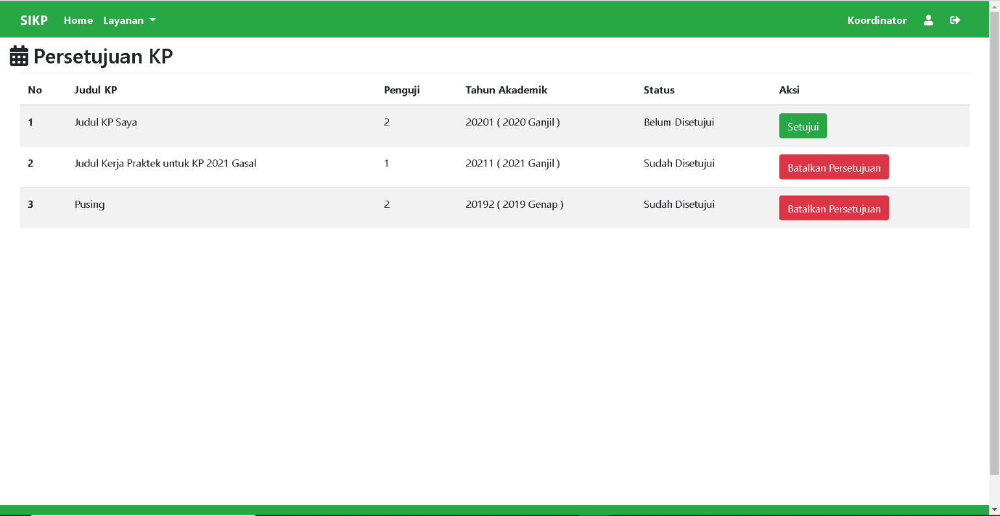 SIKP Home Layanan Koordinator
Persetujuan KP
No Judul KP Penguji Tahun Akademik Status Aksi
1 Judul KP Saya 2 20201 ( 2020 Ganjil ) Belum Disetujui Setujui
2 Judul Kerja Praktek untuk KP 2021 Gasal 1 20211 ( 2021 Ganjil ) Sudah Disetujui Batalkan Persetujuan
3 Pusing 2 20192 ( 2019 Genap ) Sudah Disetujui Batalkan Persetujuan